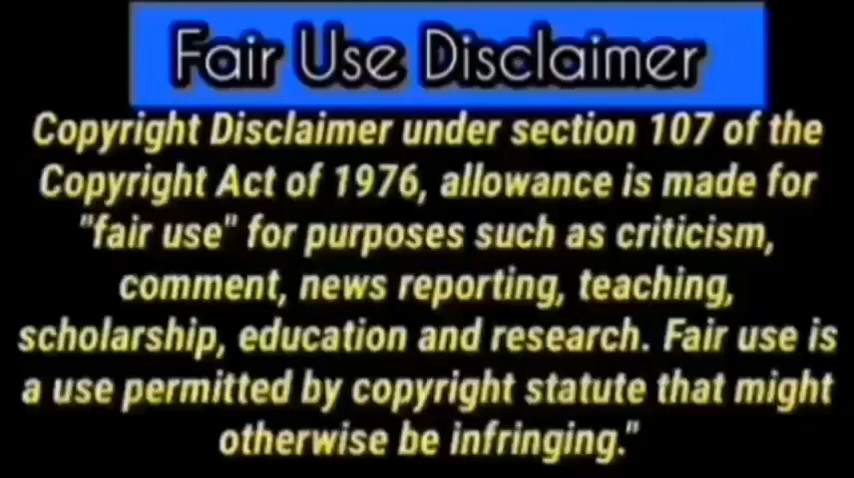 Fair Use Disclaimer
Copyright Disclaimer under section 107 of the
Copyright Act of 1976, allowance is made for
"fair use" for purposes such as criticism,
comment, news reporting, teaching,
scholarship, education and research. Fair use is
a use permitted by copyright statute that might
otherwise be infringing."